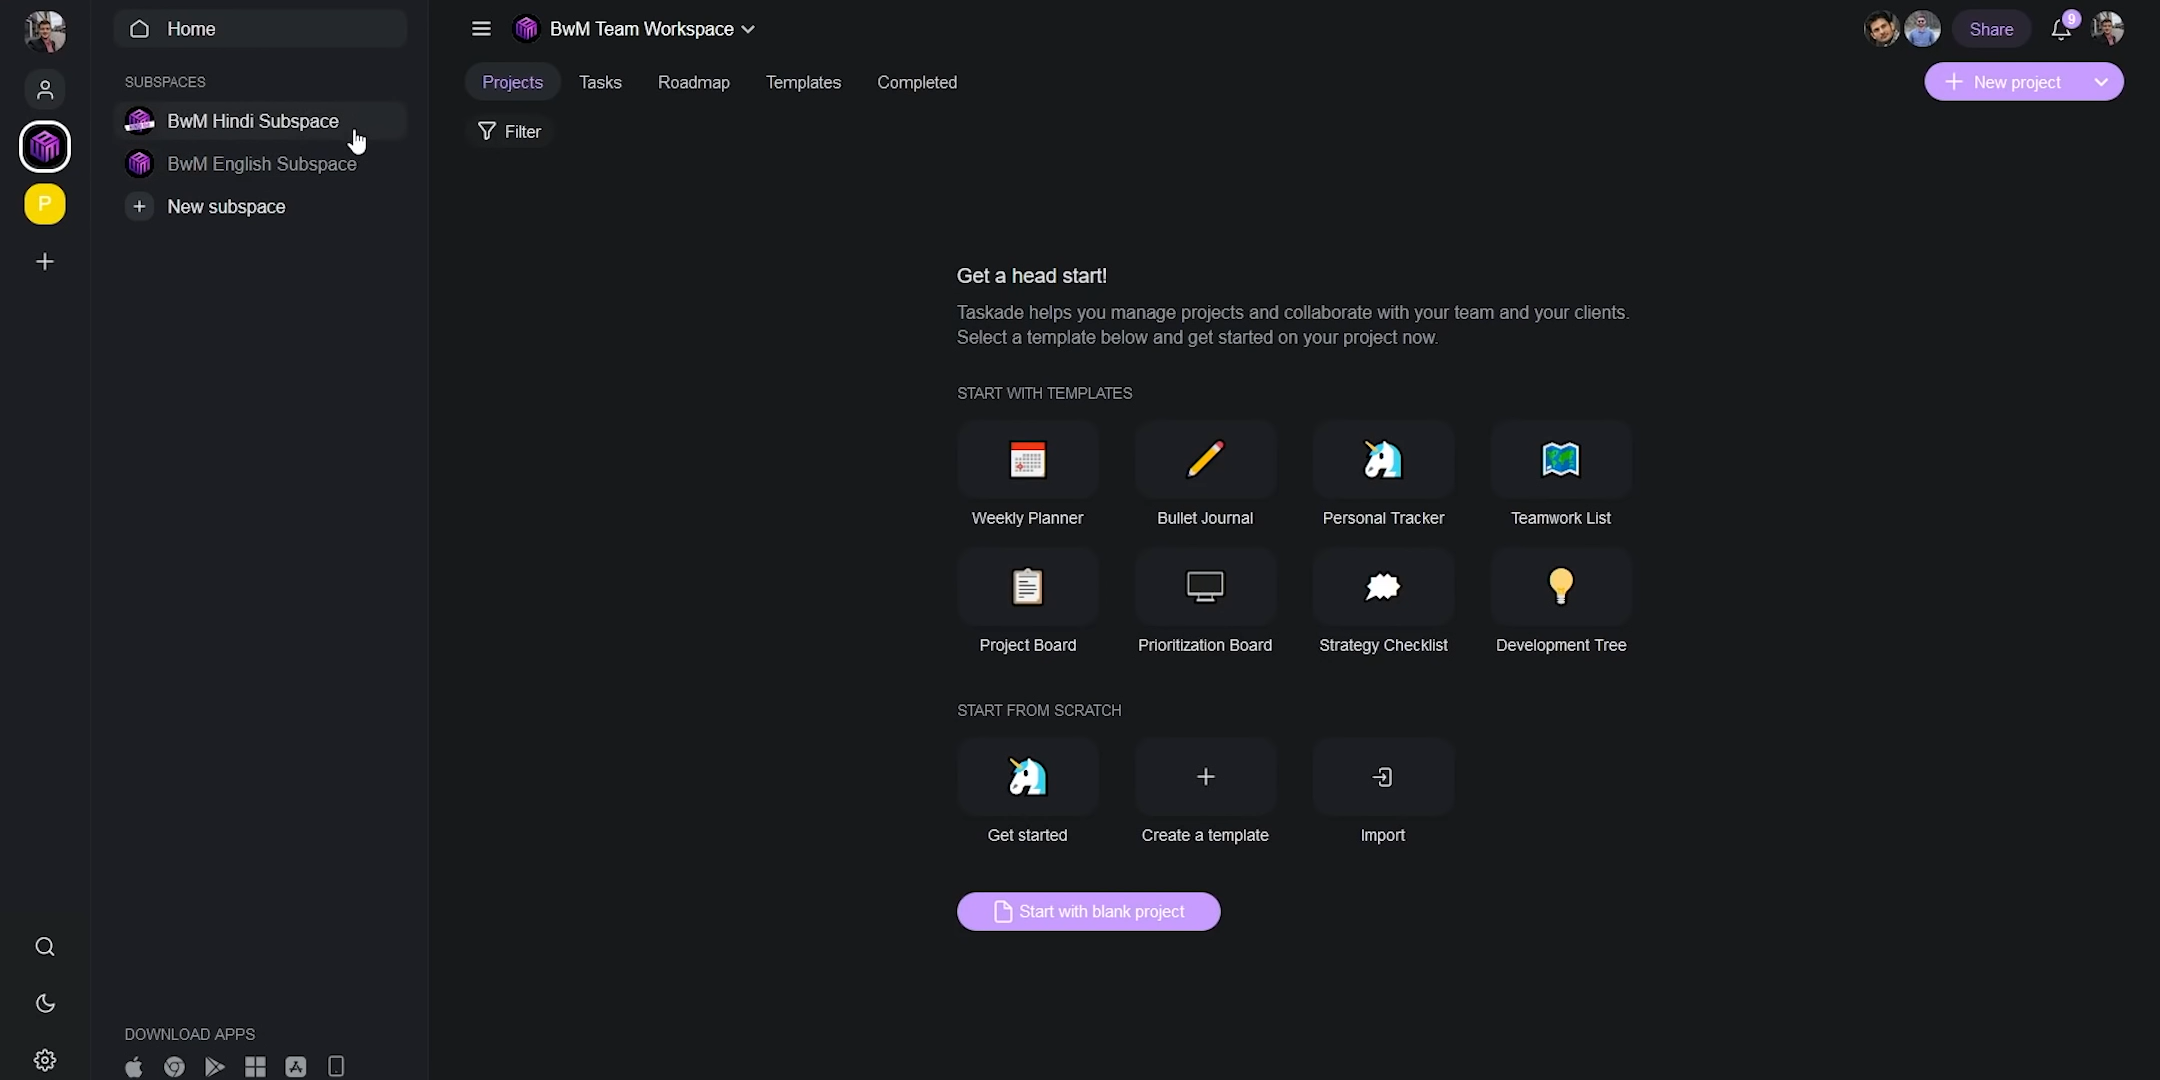 Home
SUBSPACES
BwM Hindi Subspace
BwM English Subspace
New subspace
P
DOWNLOAD APPS
BwM Team Workspace
Share
9
Projects
Tasks
Roadmap
Templates
Completed
New project
Filter
Get a head start!
Taskade helps you manage projects and collaborate with your team and your clients.
Select a template below and get started on your project now.
START WITH TEMPLATES
Weekly Planner
Bullet Journal
Personal Tracker
Teamwork List
Project Board
Prioritization Board
Strategy Checklist
Development Tree
START FROM SCRATCH
Get started
Create a template
Import
Start with blank project